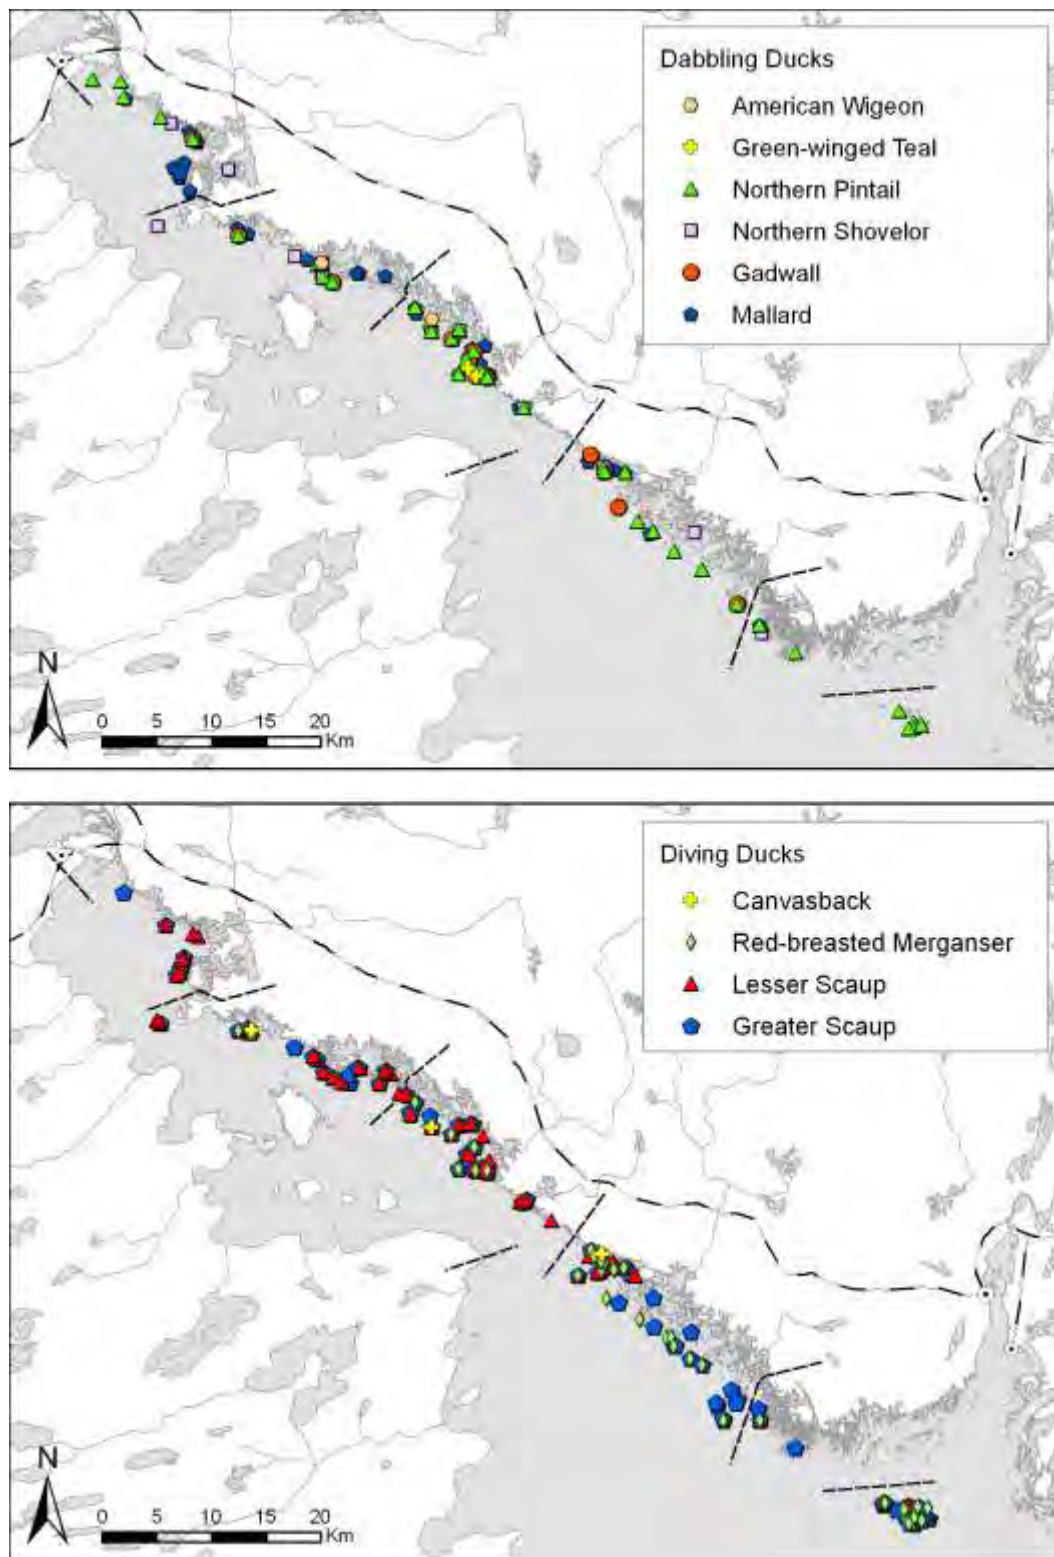 Dabbling Ducks
American Wigeon
Green-winged Teal
Northern Pintail
Northern Shovelor
Gadwall
Mallard
N
0 5 10 15 20
Km
Diving Ducks
Canvasback
Red-breasted Merganser
Lesser Scaup
Greater Scaup
N
0 5 10 15 20
Km